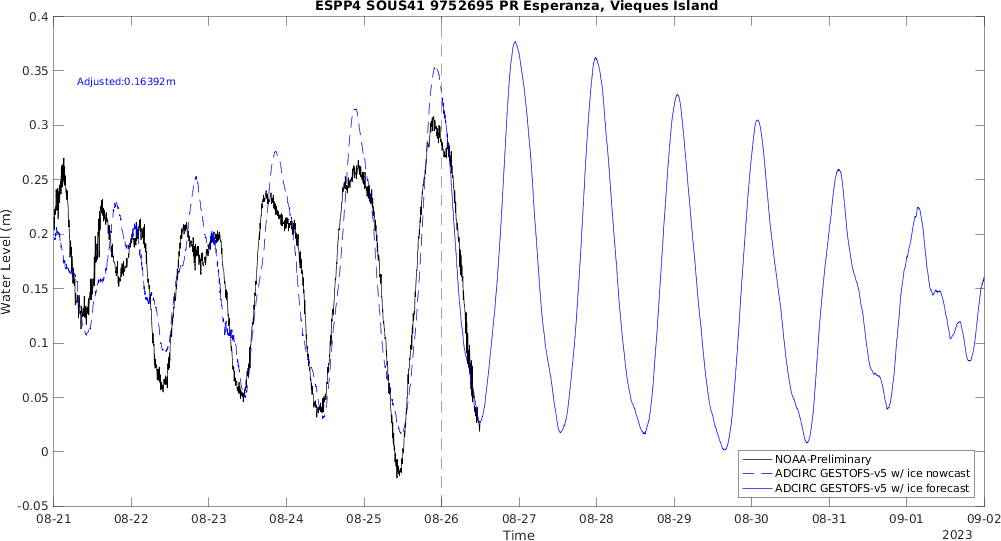 ESPP4 SOUS41 9752695 PR Esperanza, Vieques Island
0.4
0.35
0.3
0.25
0.2
0.15
0.1
0.05
0
-0.05
Water Level (m)
Adjusted:0.16392m
NOAA-Preliminary
ADCIRC GESTOFS-v5 w/ ice nowcast
ADCIRC GESTOFS-v5 w/ ice forecast
08-21 08-22 08-23 08-24 08-25 08-26 08-27 08-28 08-29 08-30 08-31 09-01 09-02
Time
2023